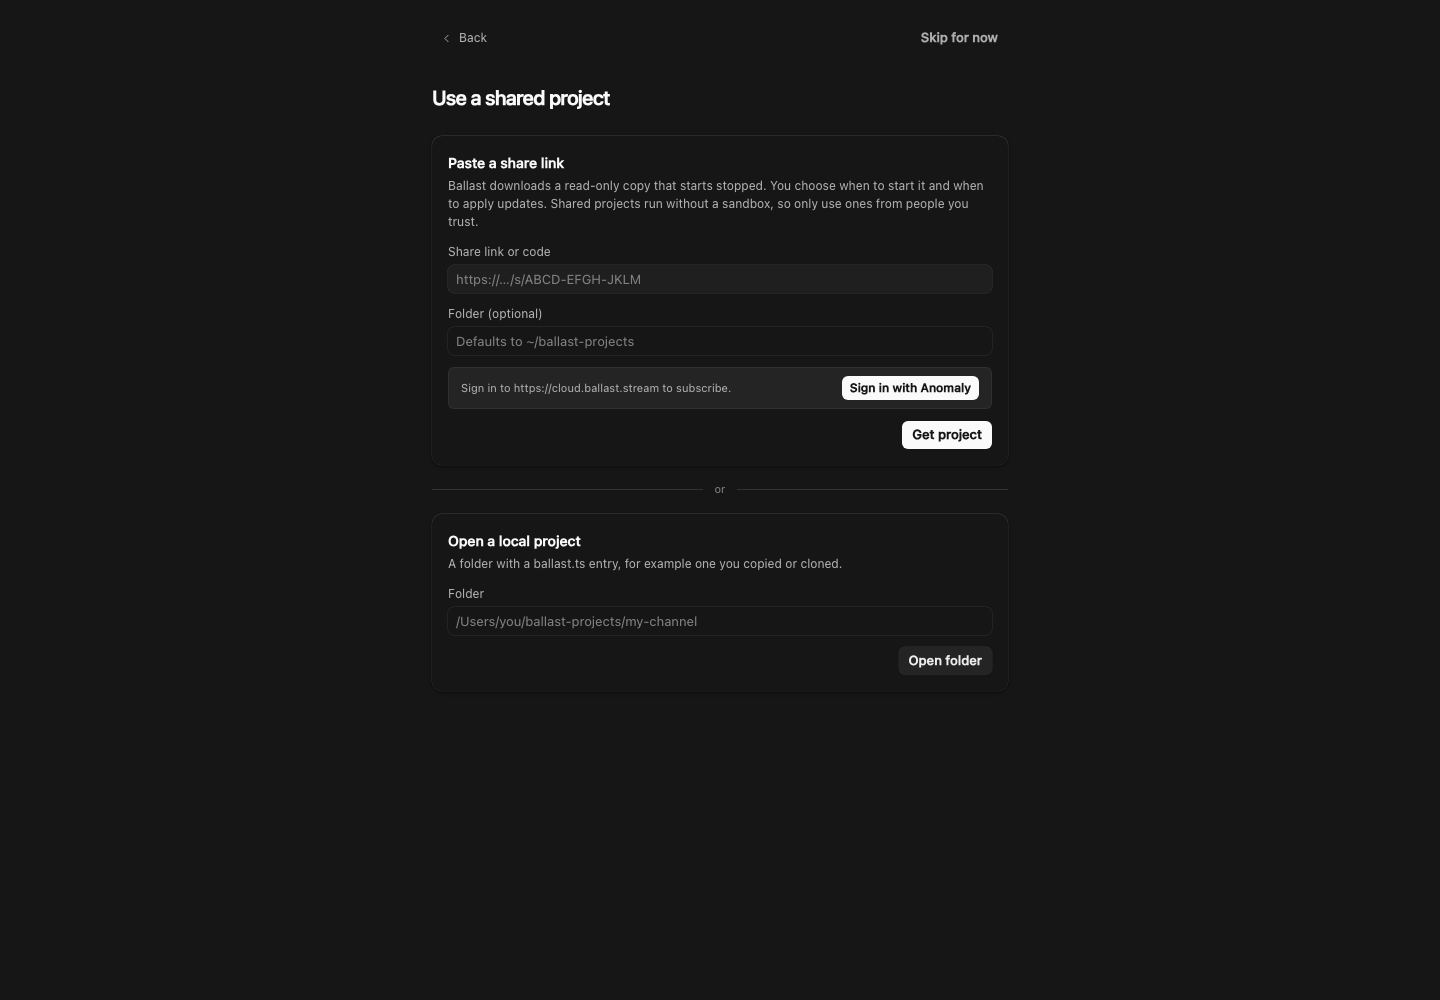 Back
Skip for now
Use a shared project
Paste a share link
Ballast downloads a read-only copy that starts stopped. You choose when to start it and when
to apply updates. Shared projects run without a sandbox, so only use ones from people you
trust.
Share link or code
https://…/s/ABCD-EFGH-JKLM
Folder (optional)
Defaults to ~/ballast-projects
Sign in to https://cloud.ballast.stream to subscribe.
Sign in with Anomaly
Get project
or
Open a local project
A folder with a ballast.ts entry, for example one you copied or cloned.
Folder
/Users/you/ballast-projects/my-channel
Open folder